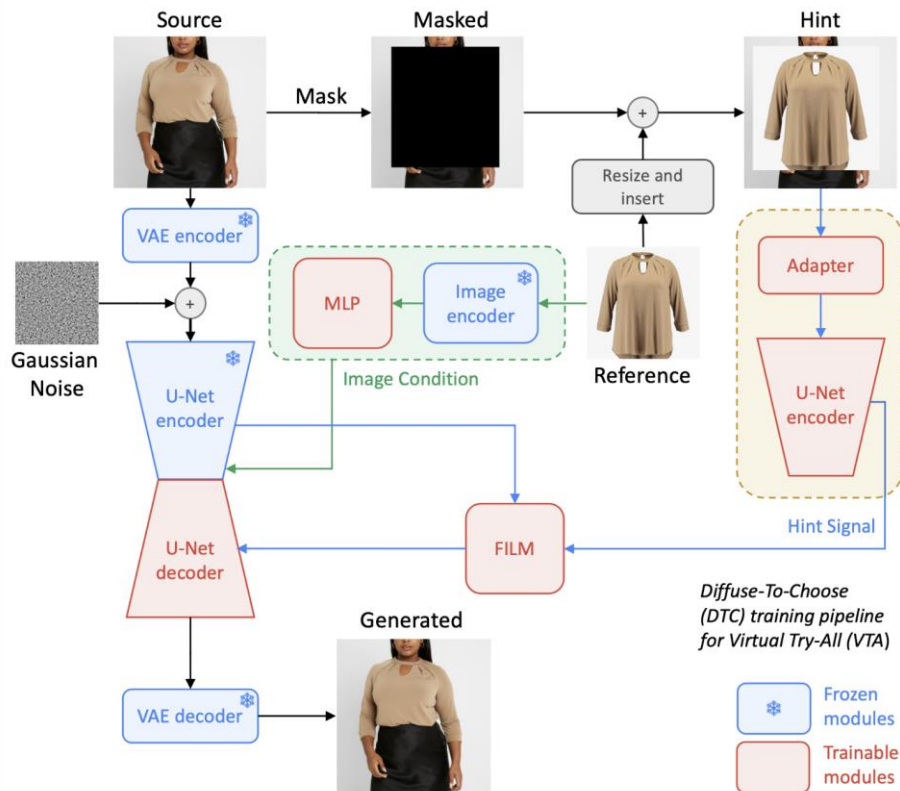 Source
Masked
Hint
Mask
+
Resize and
insert
VAE encoder
Adapter
MLP
Image
encoder
+
Gaussian
Noise
Image Condition
Reference
U-Net
encoder
U-Net
encoder
Hint Signal
U-Net
decoder
FILM
Diffuse-To-Choose
(DTC) training pipeline
for Virtual Try-All (VTA)
Generated
VAE decoder
Frozen
modules
Trainable
modules